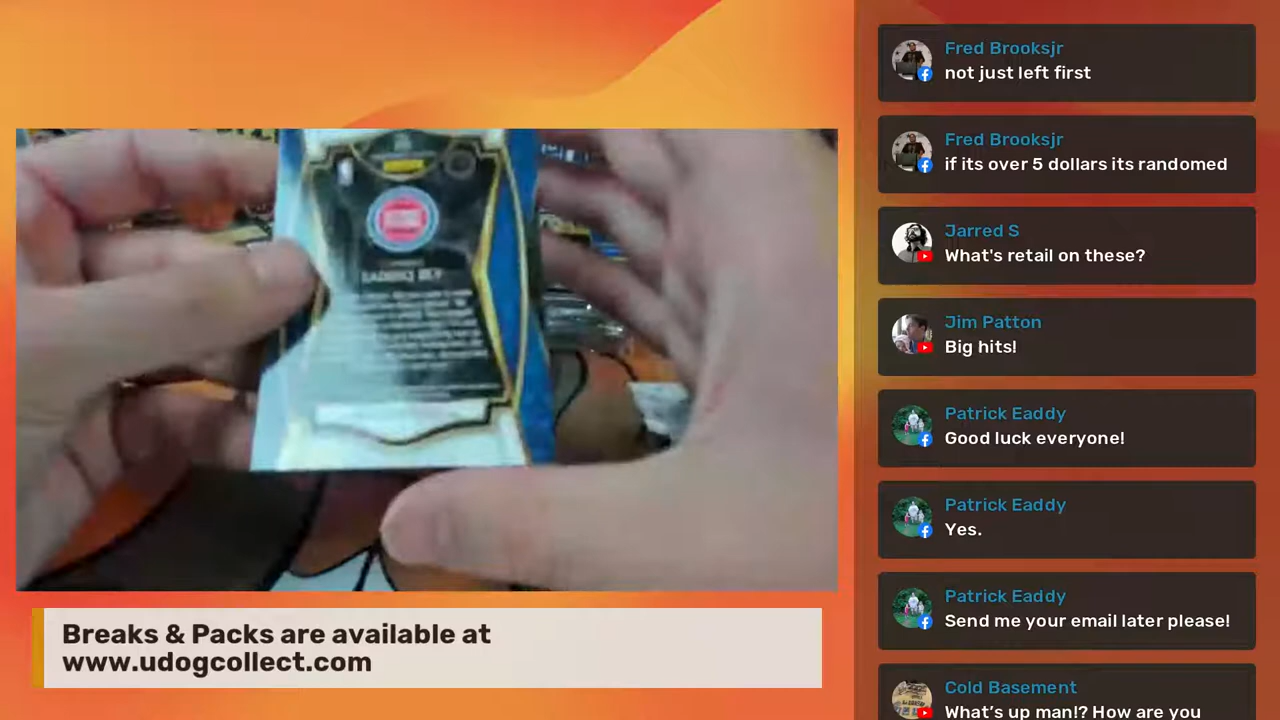 Fred Brooksjr
not just left first
Fred Brooksjr
if its over 5 dollars its randomed
Jarred S
What's retail on these?
Jim Patton
Big hits!
Patrick Eaddy
Good luck everyone!
Patrick Eaddy
Yes.
Patrick Eaddy
Send me your email later please!
Cold Basement
What's up man!? How are you
SADDIQ BEY
Breaks & Packs are available at
www.udogcollect.com